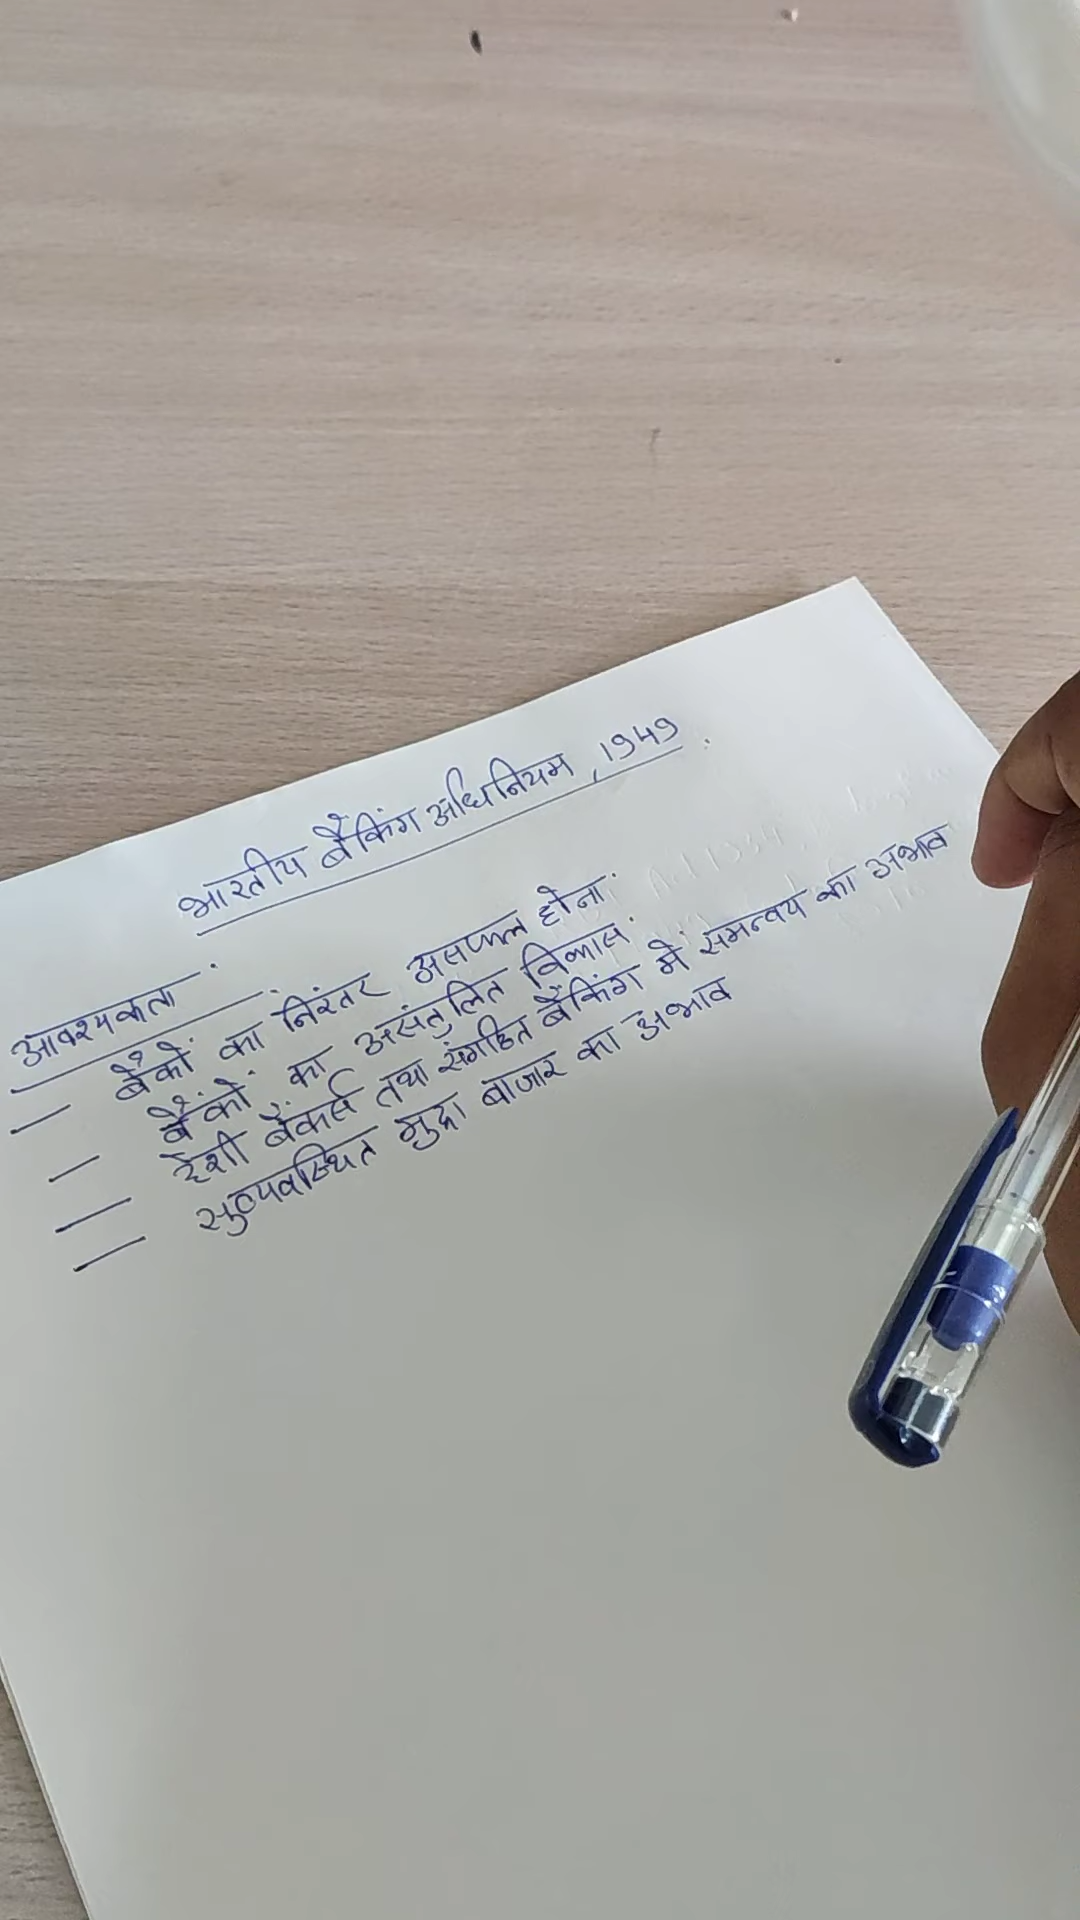 भारतीय बैंकिंग अधिनियम, 1949.
आवश्यकता.
— बैंकों का निरंतर असफल होना.
— बैंकों का असंतुलित विकास.
— देशी बैंकर्स तथा संगठित बैंकिंग में समन्वय का अभाव
— सुव्यवस्थित मुद्रा बाजार का अभाव